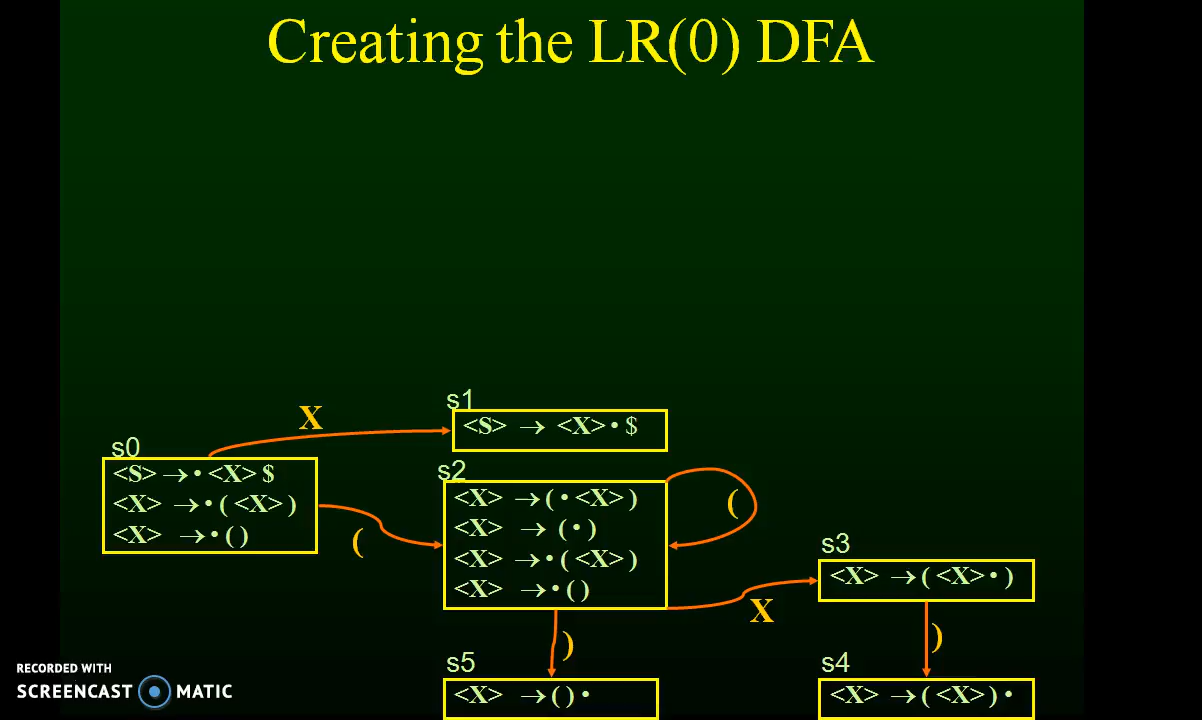 Creating the LR(0) DFA
s1
X
<S> → <X> • $
s0
<S> → • <X> $
<X> → • ( <X> )
<X> → • ( )
(
s2
<X> → ( • <X> )
<X> → ( • )
<X> → • ( <X> )
<X> → • ( )
(
s3
<X> → ( <X> • )
X
)
)
s5
<X> → ( ) •
s4
<X> → ( <X> ) •
RECORDED WITH
SCREENCAST MATIC